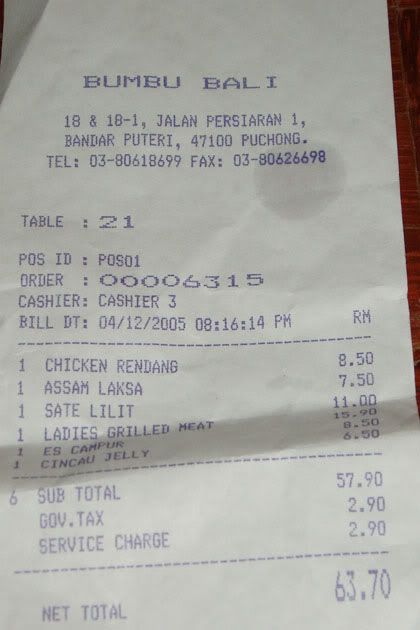 BUMBU BALI
18 & 18-1, JALAN PERSIARAN 1,
BANDAR PUTERI, 47100 PUCHONG.
TEL: 03-80618699 FAX: 03-80626698
TABLE : 21
POS ID : POS01
ORDER : 00006315
CASHIER: CASHIER 3
BILL DT: 04/12/2005 08:16:14 PM RM
1 CHICKEN RENDANG 8.50
1 ASSAM LAKSA 7.50
1 SATE LILIT 11.00
1 LADIES GRILLED MEAT 15.90
1 ES CAMPUR 8.50
1 CINCAU JELLY 6.50
6 SUB TOTAL 57.90
GOV.TAX 2.90
SERVICE CHARGE 2.90
NET TOTAL 63.70